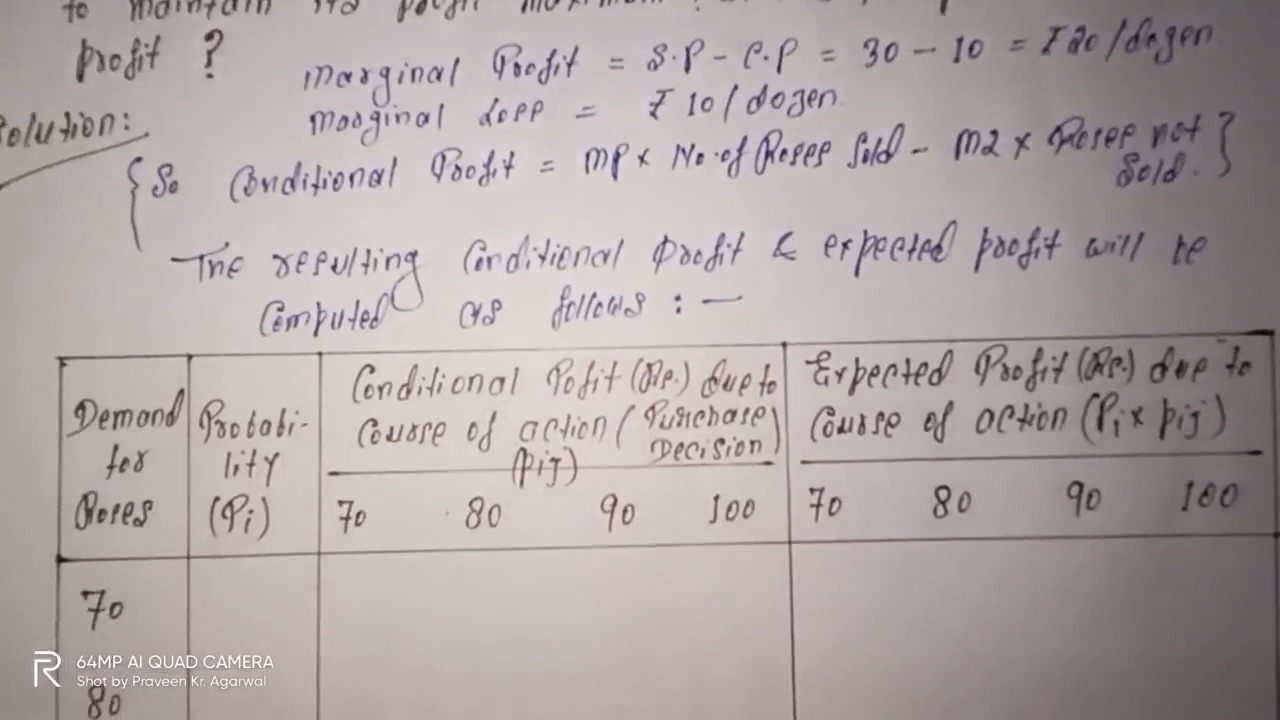 to maintain its profit
profit ?
Marginal Profit = S.P - C.P = 30 - 10 = ₹20/dozen
Solution:
Marginal Loss = ₹10/dozen
{So Conditional Profit = MP x No. of Roses Sold - ML x Roses not Sold.}
The resulting Conditional Profit & expected profit will be
Computed as follows : —
Demand for Roses
Probability (Pi)
Conditional Pofit (Rs.) due to
Course of action (Purchase Decision)
(pij)
70 80 90 100
Expected Profit (Rs.) due to
Course of action (Pi x pij)
70 80 90 100
70
80
R
64MP AI QUAD CAMERA
Shot by Praveen Kr. Agarwal